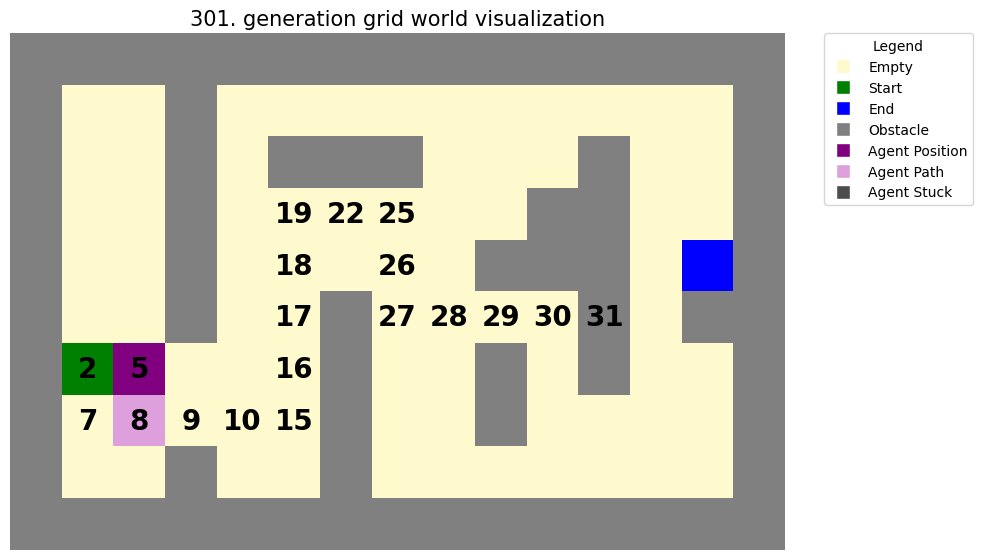 301. generation grid world visualization
Legend
Empty
Start
End
Obstacle
Agent Position
Agent Path
Agent Stuck
19 22 25
18 26
17 27 28 29 30 31
2 5 16
7 8 9 10 15